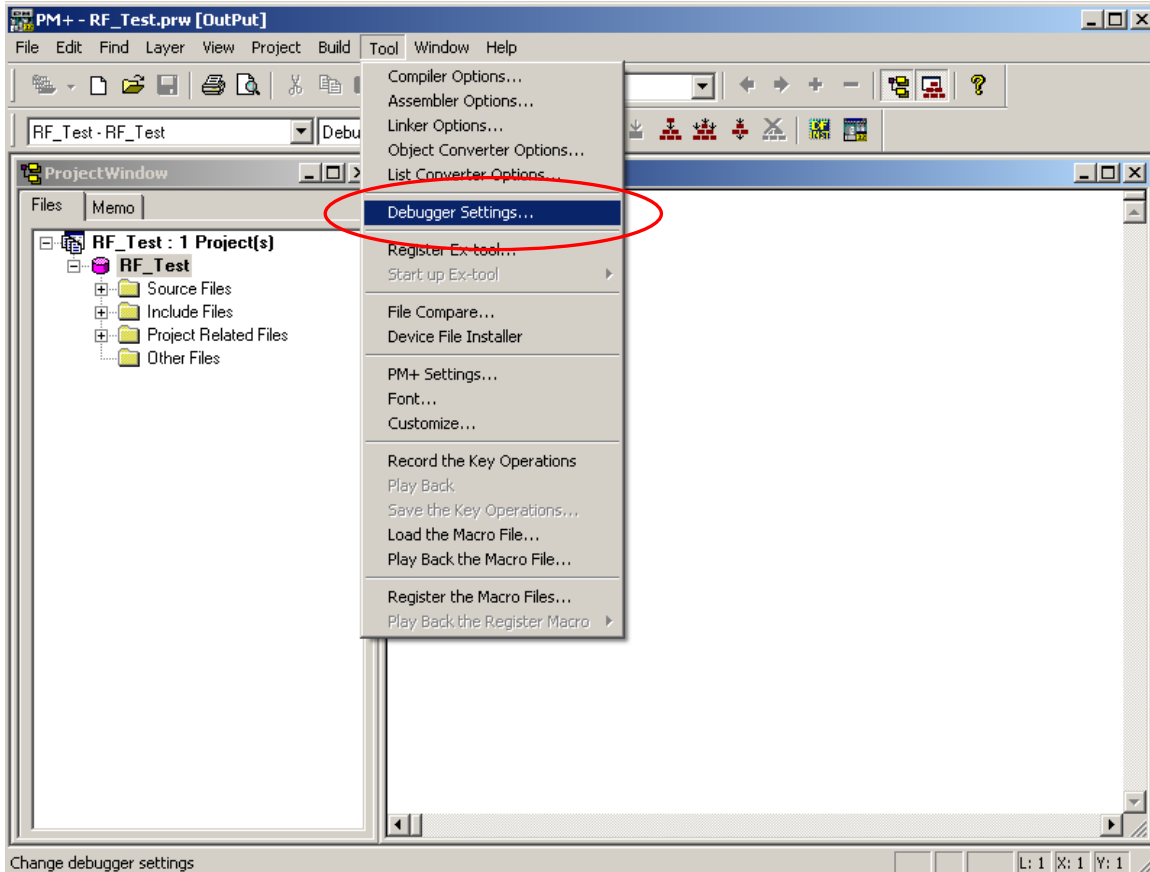 PM+ - RF_Test.prw [OutPut]
File Edit Find Layer View Project Build Tool Window Help
RF_Test - RF_Test
Debu
ProjectWindow
Files Memo
RF_Test : 1 Project(s)
RF_Test
Source Files
Include Files
Project Related Files
Other Files
Compiler Options...
Assembler Options...
Linker Options...
Object Converter Options...
List Converter Options...
Debugger Settings...
Register Ex-tool...
Start up Ex-tool
File Compare...
Device File Installer
PM+ Settings...
Font...
Customize...
Record the Key Operations
Play Back
Save the Key Operations...
Load the Macro File...
Play Back the Macro File...
Register the Macro Files...
Play Back the Register Macro
Change debugger settings
L: 1 X: 1 Y: 1